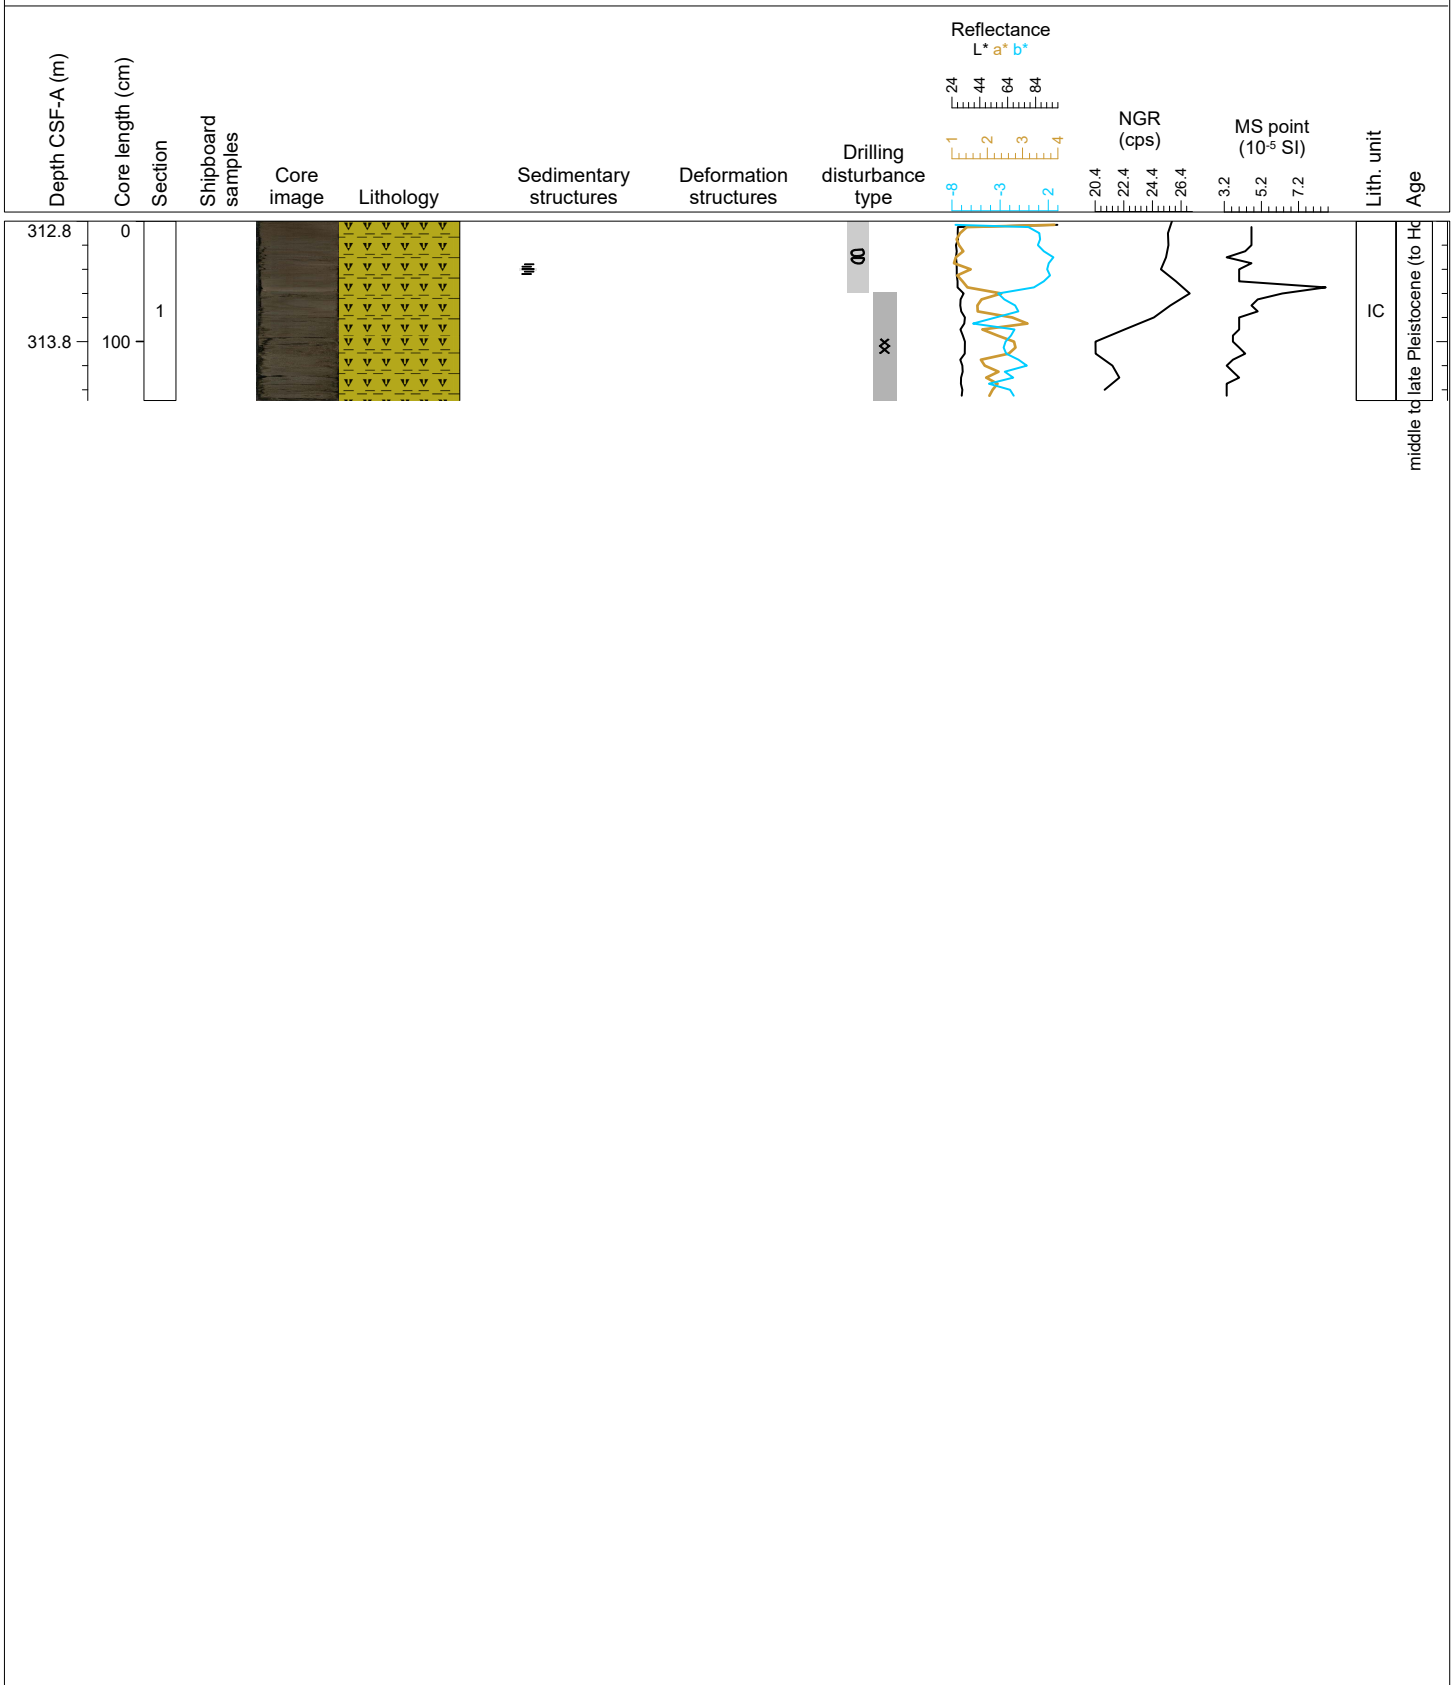 Depth CSF-A (m)
Core length (cm)
Section
Shipboard
samples
Core
image
Lithology
Sedimentary
structures
Deformation
structures
Drilling
disturbance
type
Reflectance
L* a* b*
24 44 64 84
1 2 3 4
-8 -3 2
NGR
(cps)
20.4 22.4 24.4 26.4
MS point
(10-5 SI)
3.2 5.2 7.2
Lith. unit
Age
312.8
0
1
313.8
100
IC
middle to late Pleistocene (to Ho